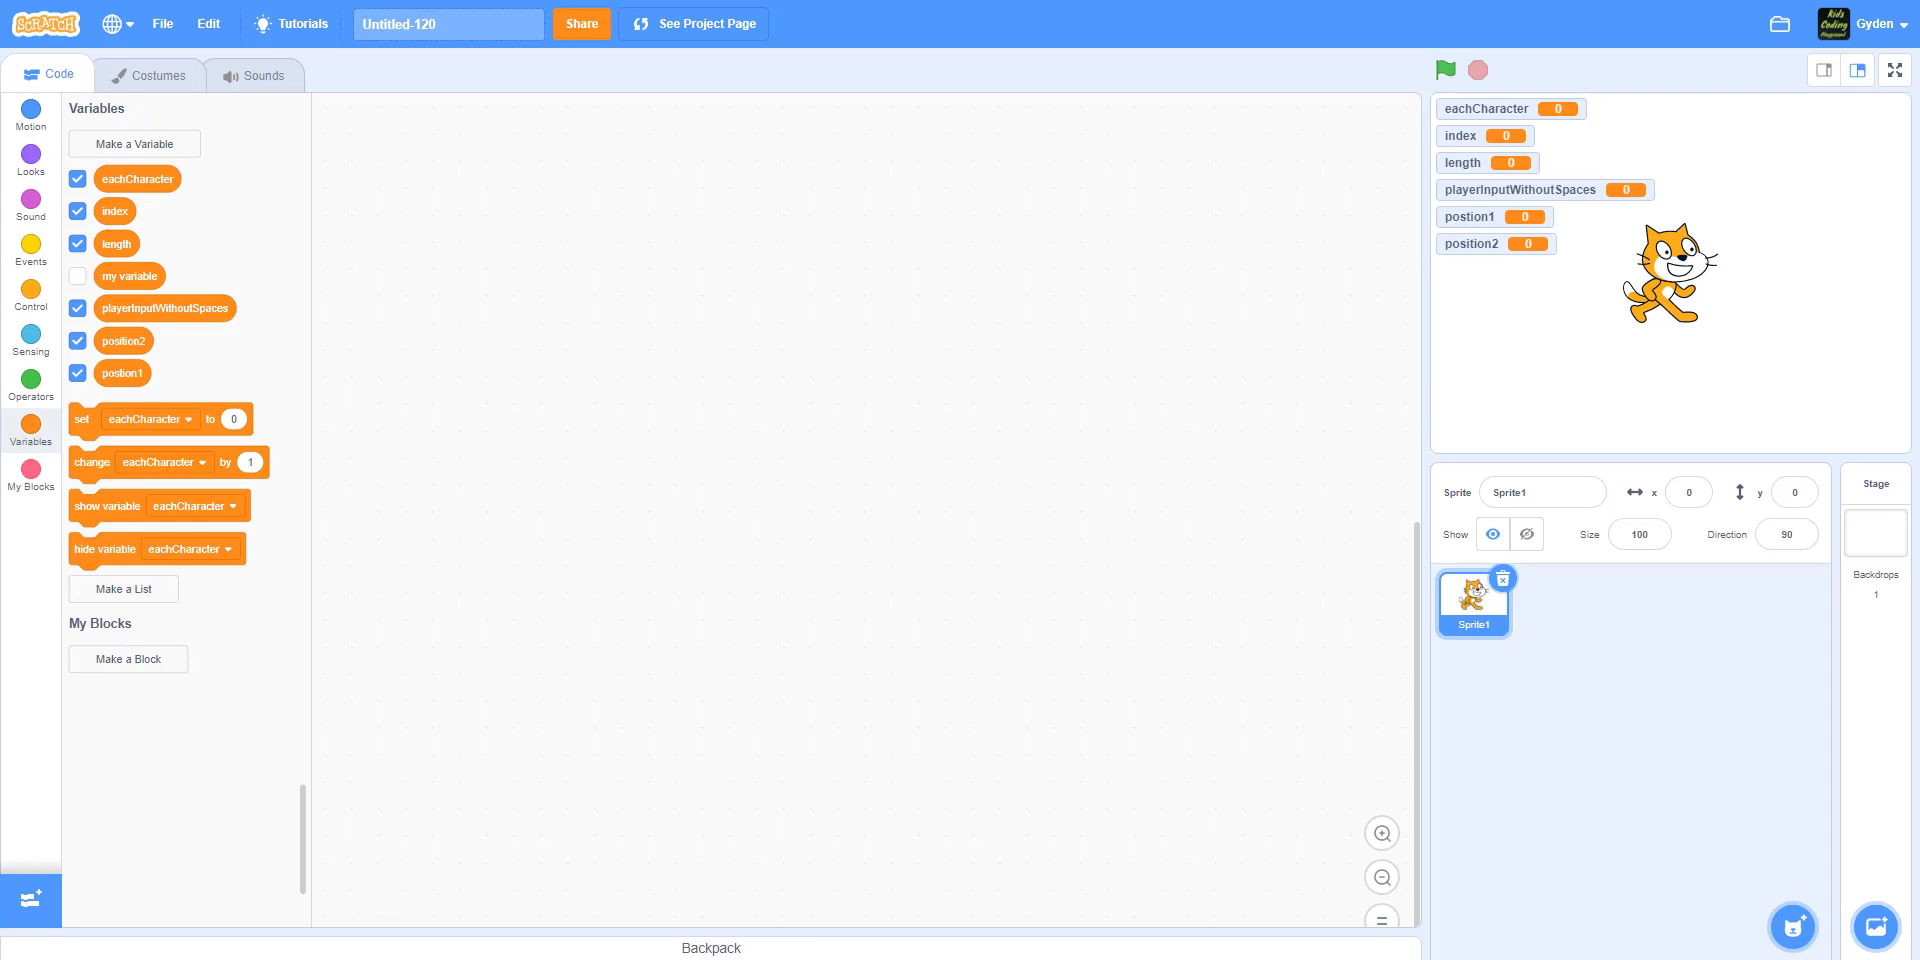 SCRATCH File Edit Tutorials Untitled-120 Share See Project Page Kids Coding Playground Gyden
Code Costumes Sounds
Motion
Looks
Sound
Events
Control
Sensing
Operators
Variables
My Blocks
Variables
Make a Variable
eachCharacter
index
length
my variable
playerInputWithoutSpaces
position2
postion1
set eachCharacter to 0
change eachCharacter by 1
show variable eachCharacter
hide variable eachCharacter
Make a List
My Blocks
Make a Block
Backpack
eachCharacter 0
index 0
length 0
playerInputWithoutSpaces 0
postion1 0
position2 0
Sprite Sprite1 x 0 y 0
Show Size 100 Direction 90
Sprite1
Stage
Backdrops
1